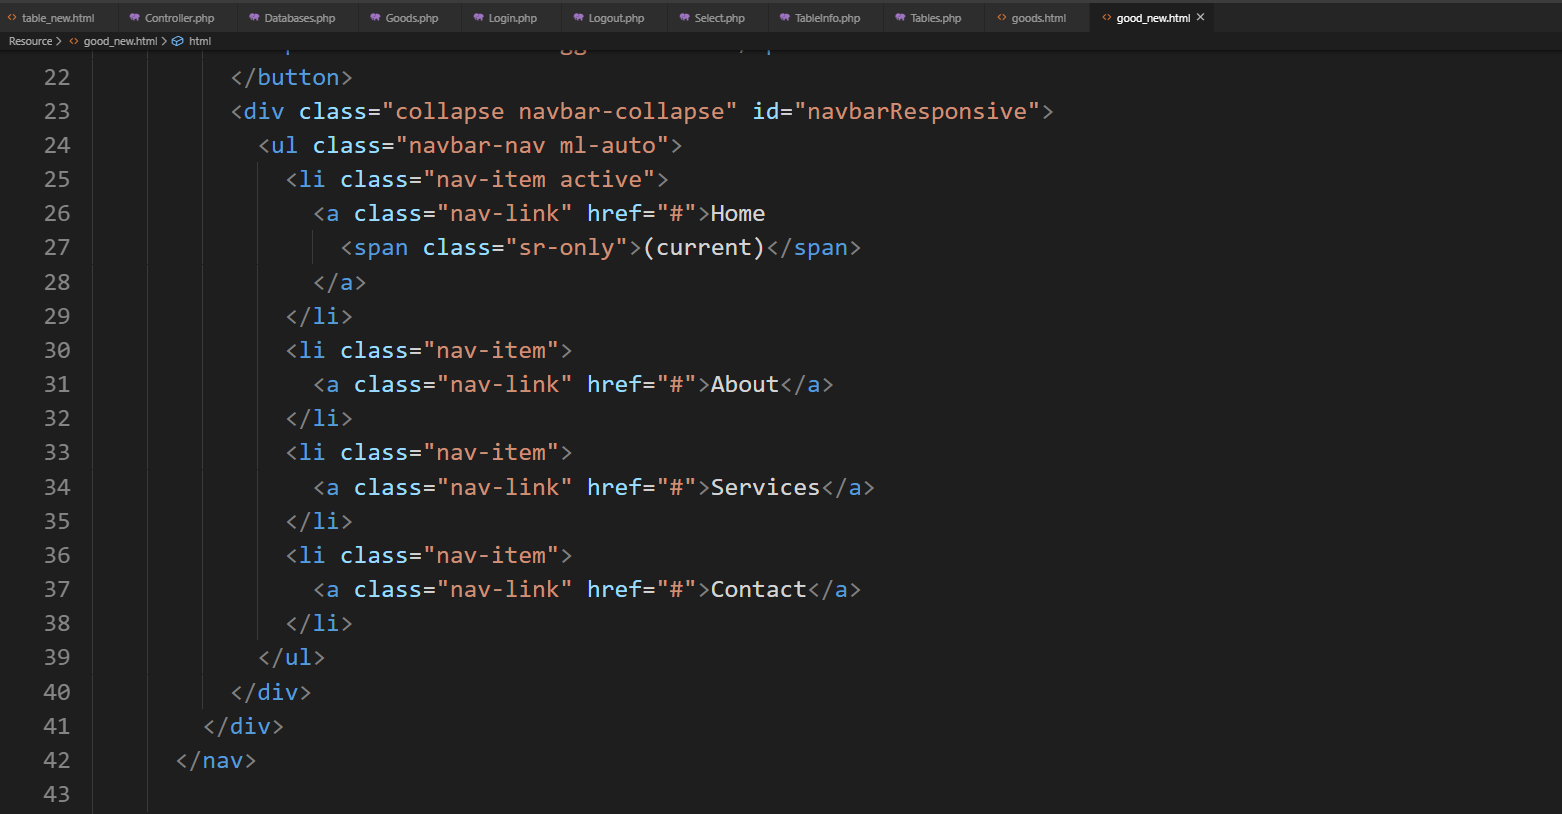 table_new.html Controller.php Databases.php Goods.php Login.php Logout.php Select.php TableInfo.php Tables.php goods.html good_new.html
Resource > good_new.html > html
22 </button>
23 <div class="collapse navbar-collapse" id="navbarResponsive">
24 <ul class="navbar-nav ml-auto">
25 <li class="nav-item active">
26 <a class="nav-link" href="#">Home
27 <span class="sr-only">(current)</span>
28 </a>
29 </li>
30 <li class="nav-item">
31 <a class="nav-link" href="#">About</a>
32 </li>
33 <li class="nav-item">
34 <a class="nav-link" href="#">Services</a>
35 </li>
36 <li class="nav-item">
37 <a class="nav-link" href="#">Contact</a>
38 </li>
39 </ul>
40 </div>
41 </div>
42 </nav>
43